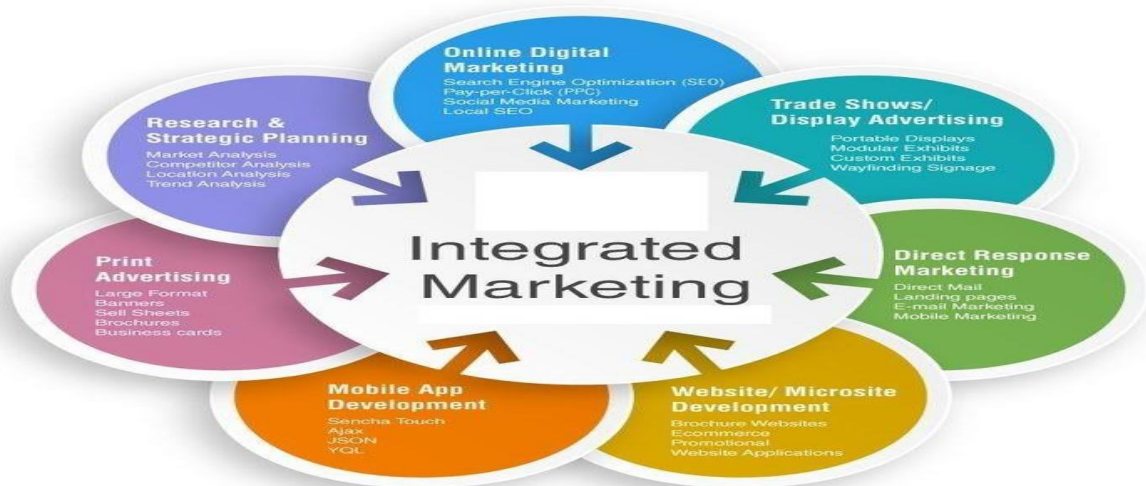 Online Digital
Marketing
Search Engine Optimization (SEO)
Pay-per-Click (PPC)
Social Media Marketing
Local SEO
Trade Shows/
Display Advertising
Portable Displays
Modular Exhibits
Custom Exhibits
Wayfinding Signage
Direct Response
Marketing
Direct Mail
Landing pages
E-mail Marketing
Mobile Marketing
Website/ Microsite
Development
Brochure Websites
Ecommerce
Promotional
Website Applications
Mobile App
Development
Sencha Touch
Ajax
JSON
YQL
Print
Advertising
Large Format
Banners
Sell Sheets
Brochures
Business cards
Research &
Strategic Planning
Market Analysis
Competitor Analysis
Location Analysis
Trend Analysis
Integrated
Marketing